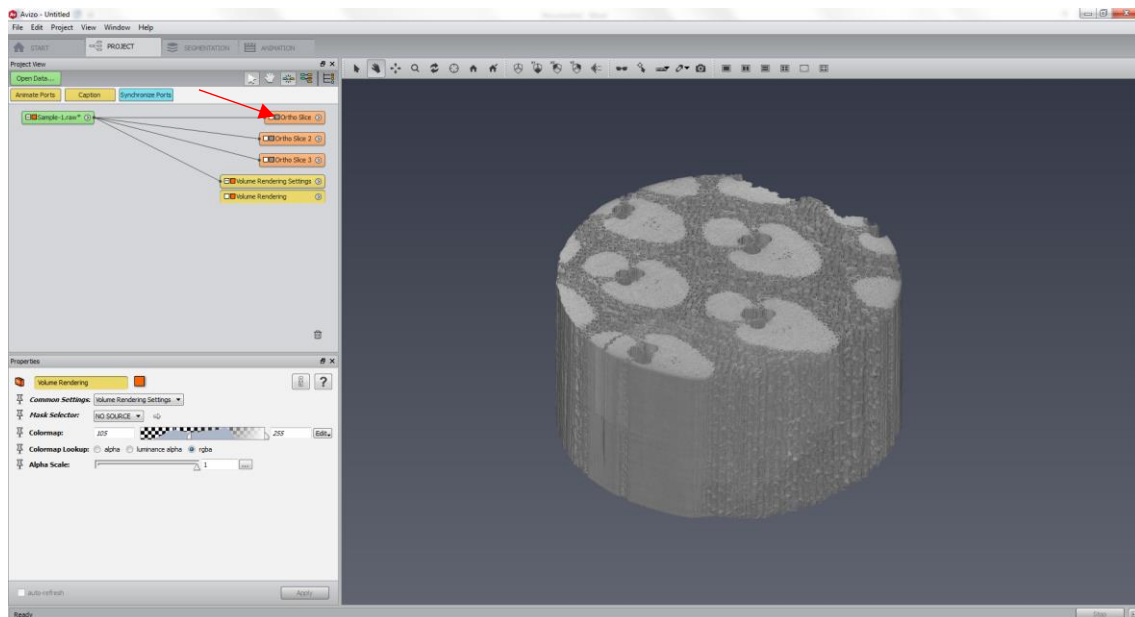 Avizo - Untitled
File Edit Project View Window Help
START PROJECT SEGMENTATION ANIMATION
Project View
Open Data...
Animate Ports Caption Synchronize Ports
Sample-1.raw* Ortho Slice
Ortho Slice 2
Ortho Slice 3
Volume Rendering Settings
Volume Rendering
Properties
Volume Rendering ?
Common Settings: Volume Rendering Settings
Mask Selector: NO SOURCE
Colormap: 105 255 Edit
Colormap Lookup: alpha luminance alpha rgba
Alpha Scale: 1 ...
auto-refresh Apply
Ready Stop